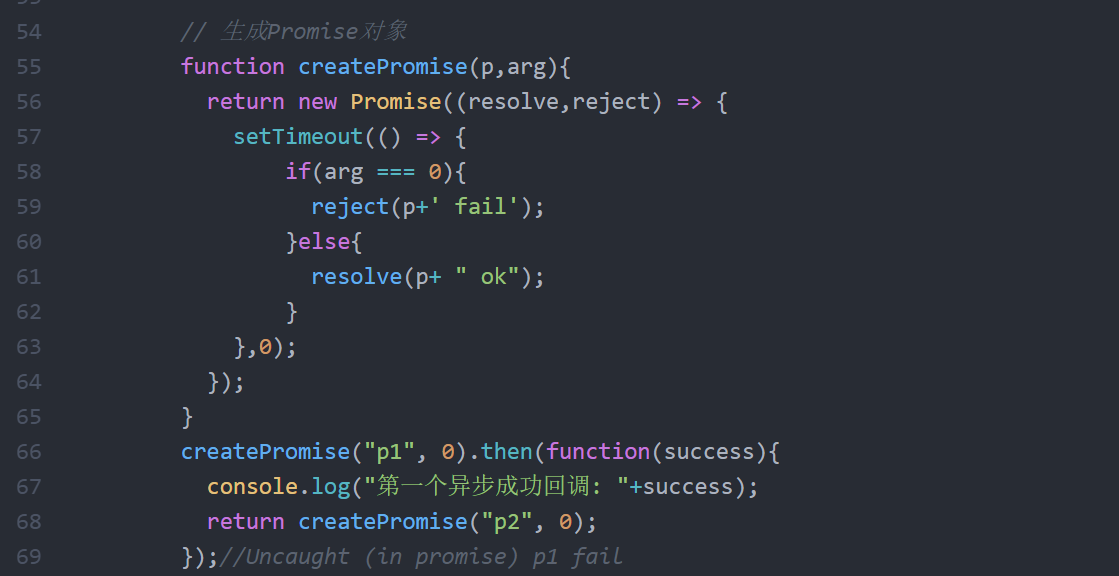 54 // 生成Promise对象
55 function createPromise(p,arg){
56 return new Promise((resolve,reject) => {
57 setTimeout(() => {
58 if(arg === 0){
59 reject(p+' fail');
60 }else{
61 resolve(p+ " ok");
62 }
63 },0);
64 });
65 }
66 createPromise("p1", 0).then(function(success){
67 console.log("第一个异步成功回调: "+success);
68 return createPromise("p2", 0);
69 });//Uncaught (in promise) p1 fail